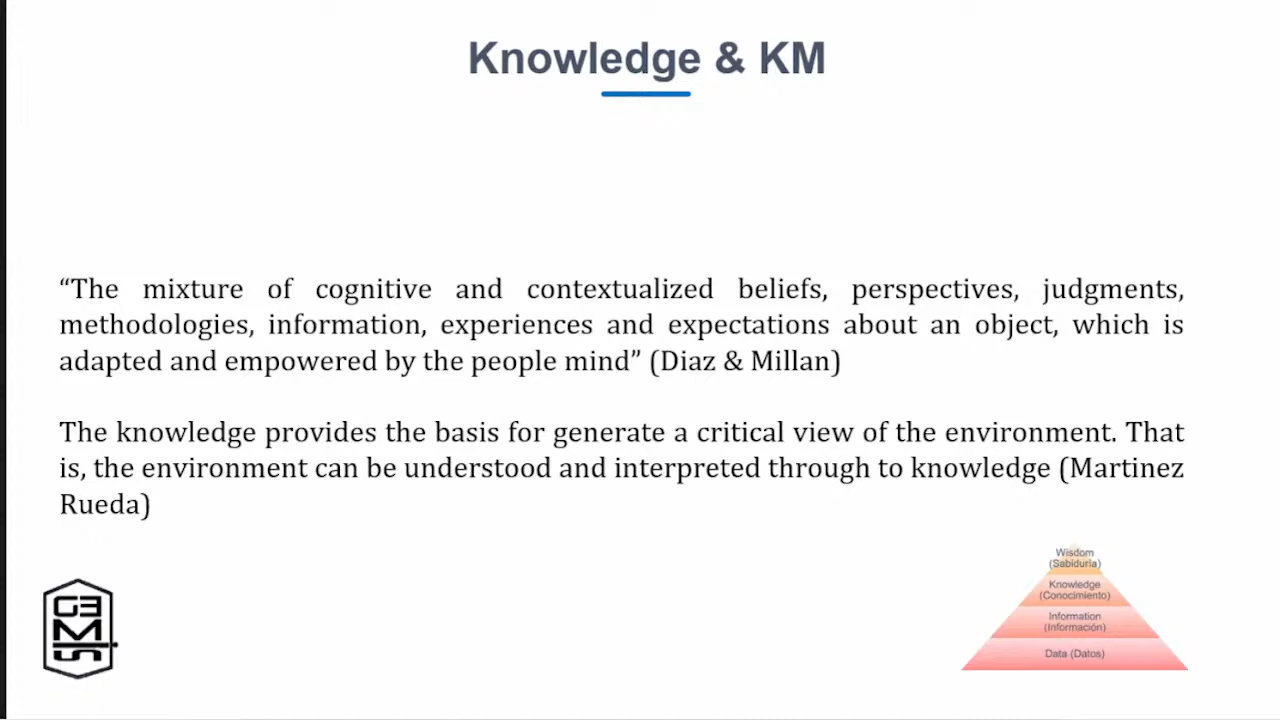 Knowledge & KM
“The mixture of cognitive and contextualized beliefs, perspectives, judgments,
methodologies, information, experiences and expectations about an object, which is
adapted and empowered by the people mind” (Diaz & Millan)
The knowledge provides the basis for generate a critical view of the environment. That
is, the environment can be understood and interpreted through to knowledge (Martinez
Rueda)
Wisdom
(Sabiduría)
Knowledge
(Conocimiento)
Information
(Información)
Data (Datos)